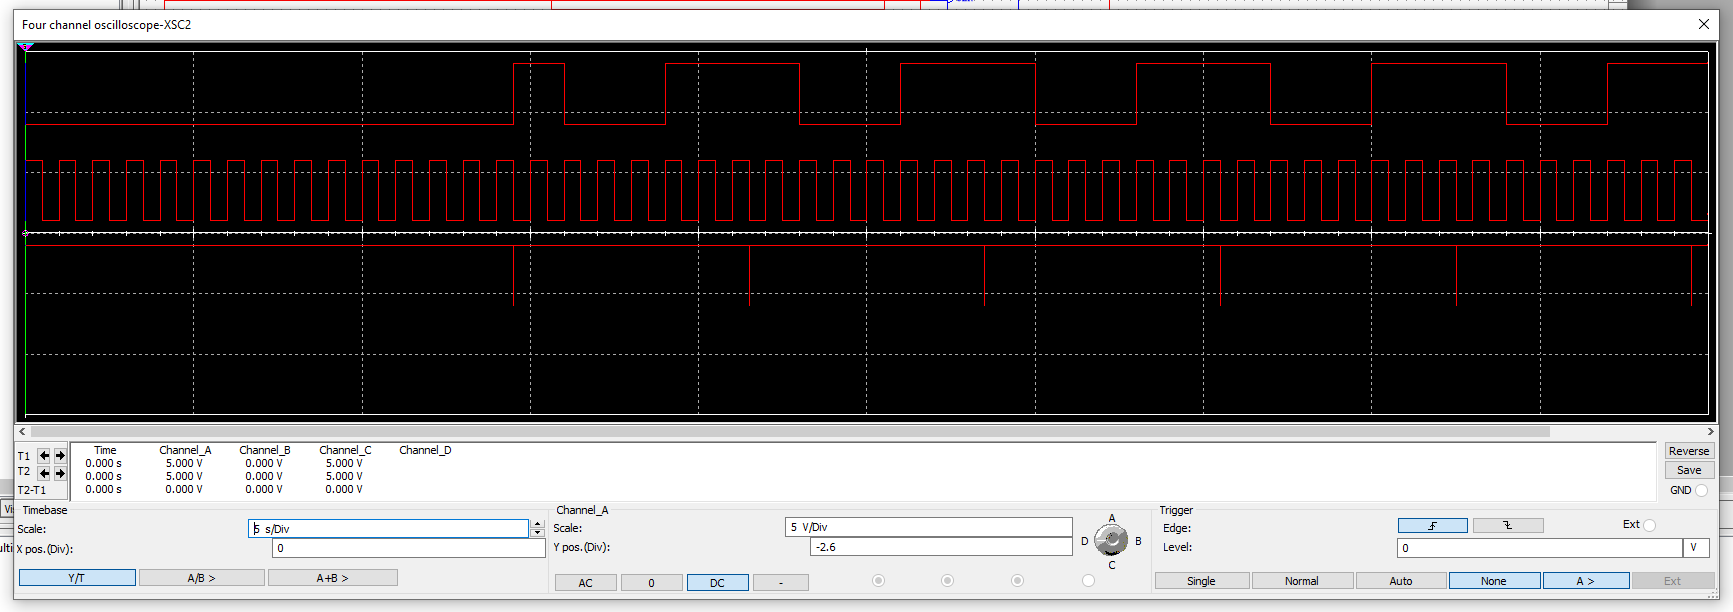 Four channel oscilloscope-XSC2
T1
T2
T2-T1
Time Channel_A Channel_B Channel_C Channel_D
0.000 s 5.000 V 0.000 V 5.000 V
0.000 s 5.000 V 0.000 V 5.000 V
0.000 s 0.000 V 0.000 V 0.000 V
Reverse
Save
GND
Timebase
Scale: 5 s/Div
X pos.(Div): 0
Y/T A/B > A+B >
Channel_A
Scale: 5 V/Div
Y pos.(Div): -2.6
AC 0 DC -
A
D B
C
Trigger
Edge: Ext
Level: 0 V
Single Normal Auto None A > Ext